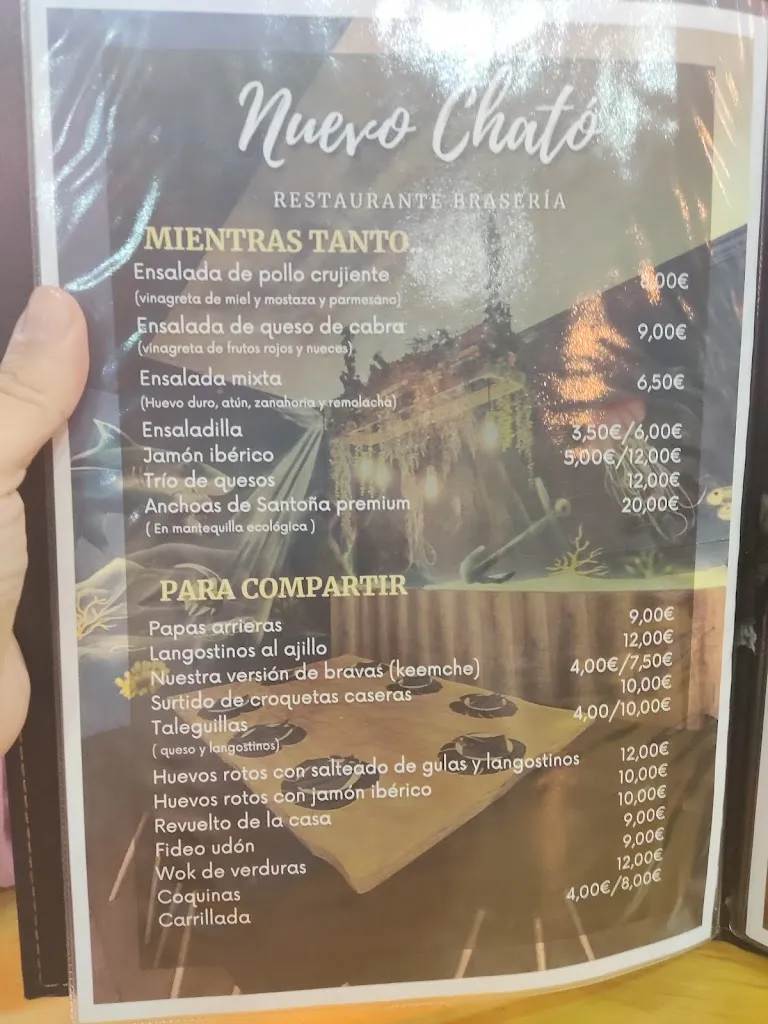 Nuevo Cható
RESTAURANTE BRASERÍA
MIENTRAS TANTO..
Ensalada de pollo crujiente 8,00€
(vinagreta de miel y mostaza y parmesano)
Ensalada de queso de cabra 9,00€
(vinagreta de frutos rojos y nueces)
Ensalada mixta 6,50€
(Huevo duro, atún, zanahoria y remolacha)
Ensaladilla 3,50€/6,00€
Jamón ibérico 5,00€/12,00€
Trío de quesos 12,00€
Anchoas de Santoña premium 20,00€
( En mantequilla ecológica )
PARA COMPARTIR
Papas arrieras 9,00€
Langostinos al ajillo 12,00€
Nuestra versión de bravas (keemche) 4,00€/7,50€
Surtido de croquetas caseras 10,00€
Taleguillas 4,00/10,00€
( queso y langostinos)
Huevos rotos con salteado de gulas y langostinos 12,00€
Huevos rotos con jamón ibérico 10,00€
Revuelto de la casa 10,00€
Fideo udón 9,00€
Wok de verduras 9,00€
Coquinas 12,00€
Carrillada 4,00€/8,00€